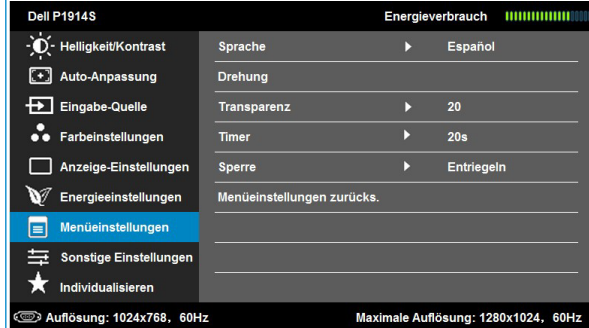 Dell P1914S Energieverbrauch
Helligkeit/Kontrast Sprache Español
Auto-Anpassung Drehung
Eingabe-Quelle Transparenz 20
Farbeinstellungen Timer 20s
Anzeige-Einstellungen Sperre Entriegeln
Energieeinstellungen Menüeinstellungen zurücks.
Menüeinstellungen
Sonstige Einstellungen
Individualisieren
Auflösung: 1024x768, 60Hz Maximale Auflösung: 1280x1024, 60Hz